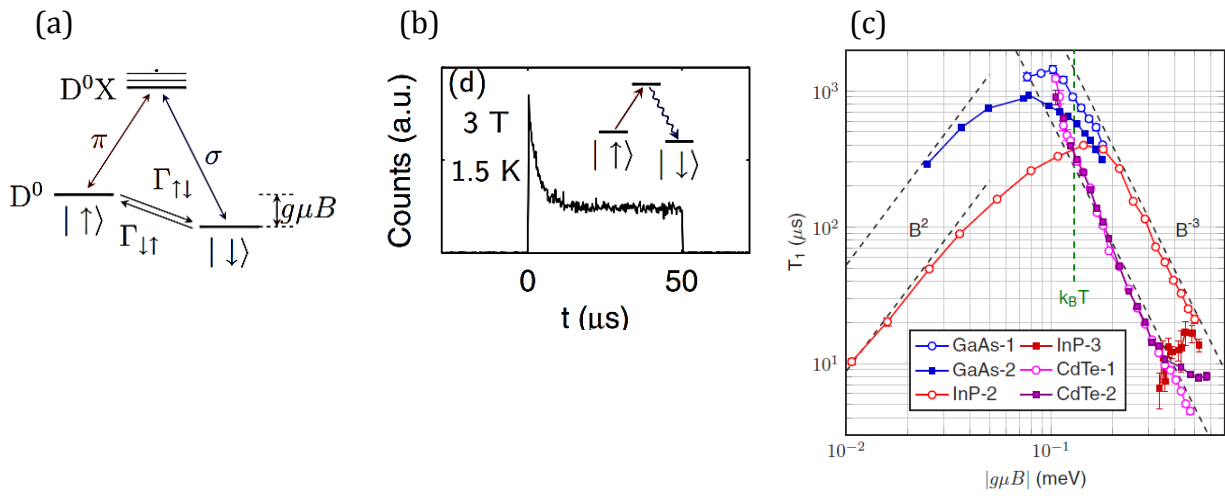 (a)
D⁰X
π
σ
D⁰
Γ↑↓
gμB
|↑⟩
Γ↓↑
|↓⟩
(b)
(d)
3 T
1.5 K
|↑⟩
|↓⟩
Counts (a.u.)
0
50
t (μs)
(c)
10³
10²
10¹
T₁ (μs)
B²
B⁻³
k_BT
GaAs-1
GaAs-2
InP-2
InP-3
CdTe-1
CdTe-2
10⁻²
10⁻¹
|gμB| (meV)